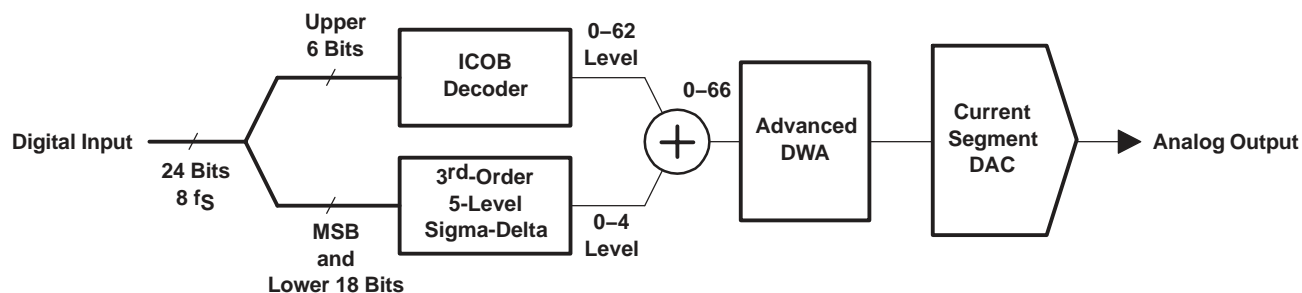 Upper
6 Bits
ICOB
Decoder
0–62
Level
0–66
Digital Input
24 Bits
8 fS
Advanced
DWA
Current
Segment
DAC
Analog Output
3rd-Order
5-Level
Sigma-Delta
0–4
Level
MSB
and
Lower 18 Bits